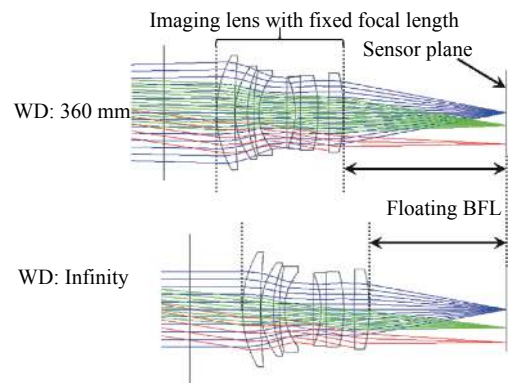 Imaging lens with fixed focal length
Sensor plane
WD: 360 mm
Floating BFL
WD: Infinity